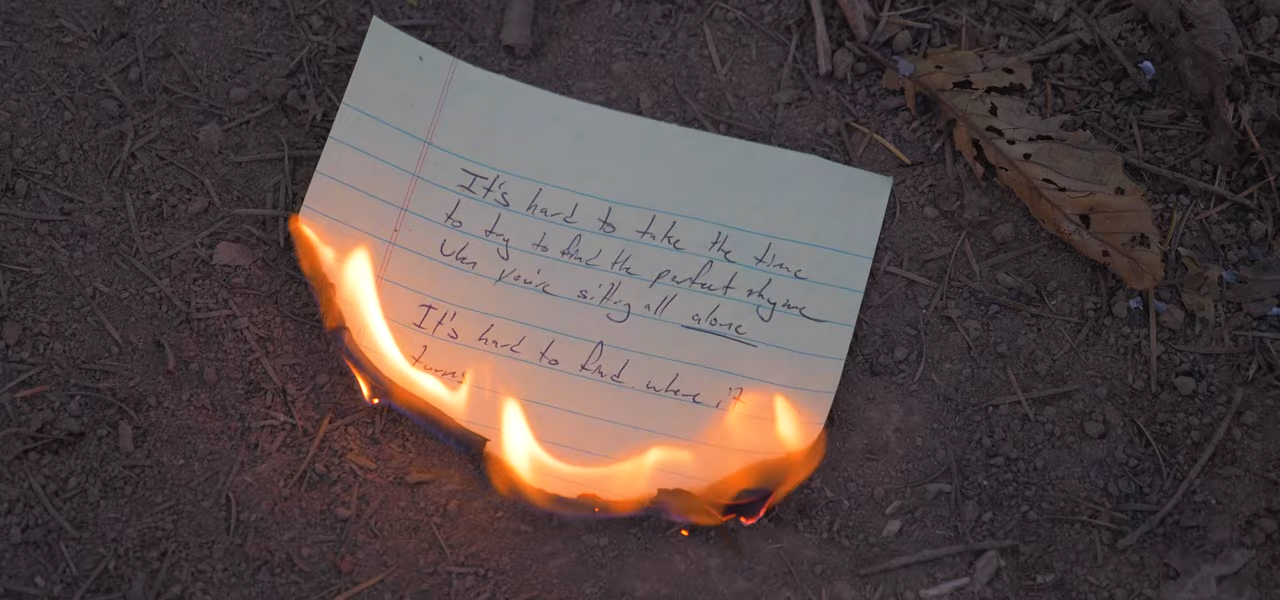 It's hard to take the time
to try to find the perfect rhyme
When you're sitting all alone
It's hard to find where it
turns